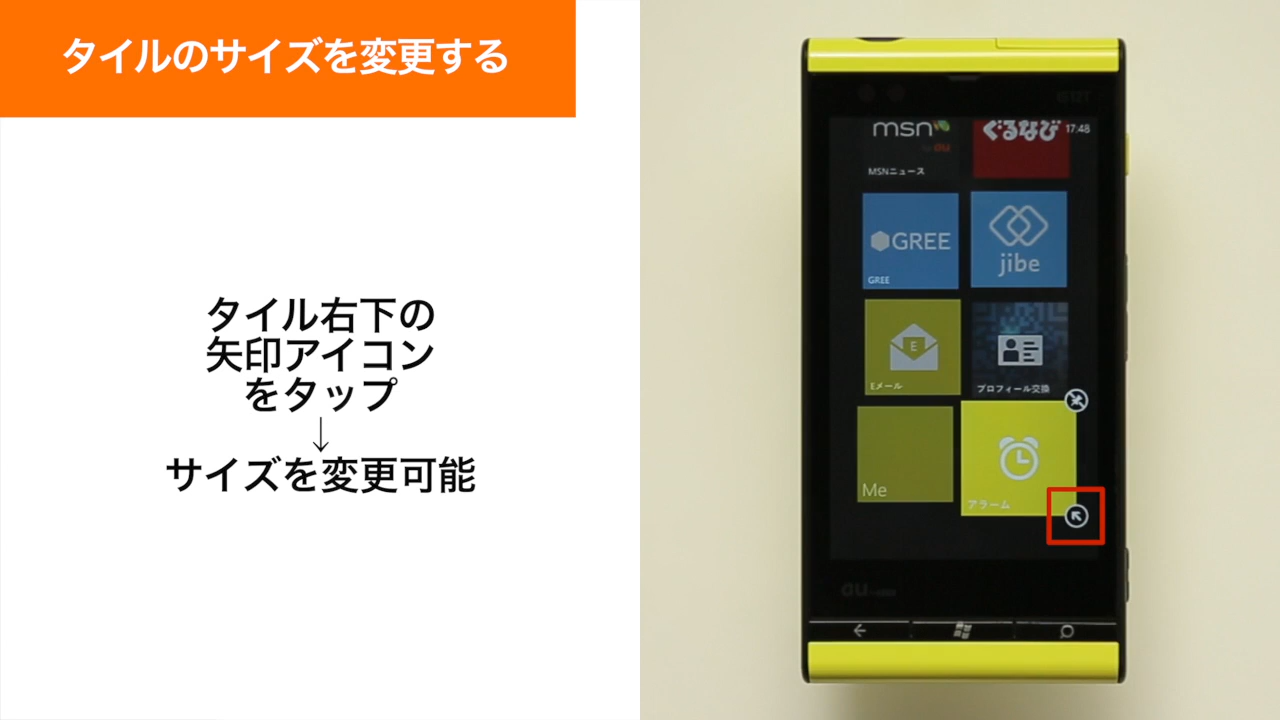 タイルのサイズを変更する
タイル右下の
矢印アイコン
をタップ
↓
サイズを変更可能
msn
by au
MSNニュース
ぐるなび
17:48
GREE
GREE
jibe
E
Eメール
プロフィール交換
Me
アラーム
au